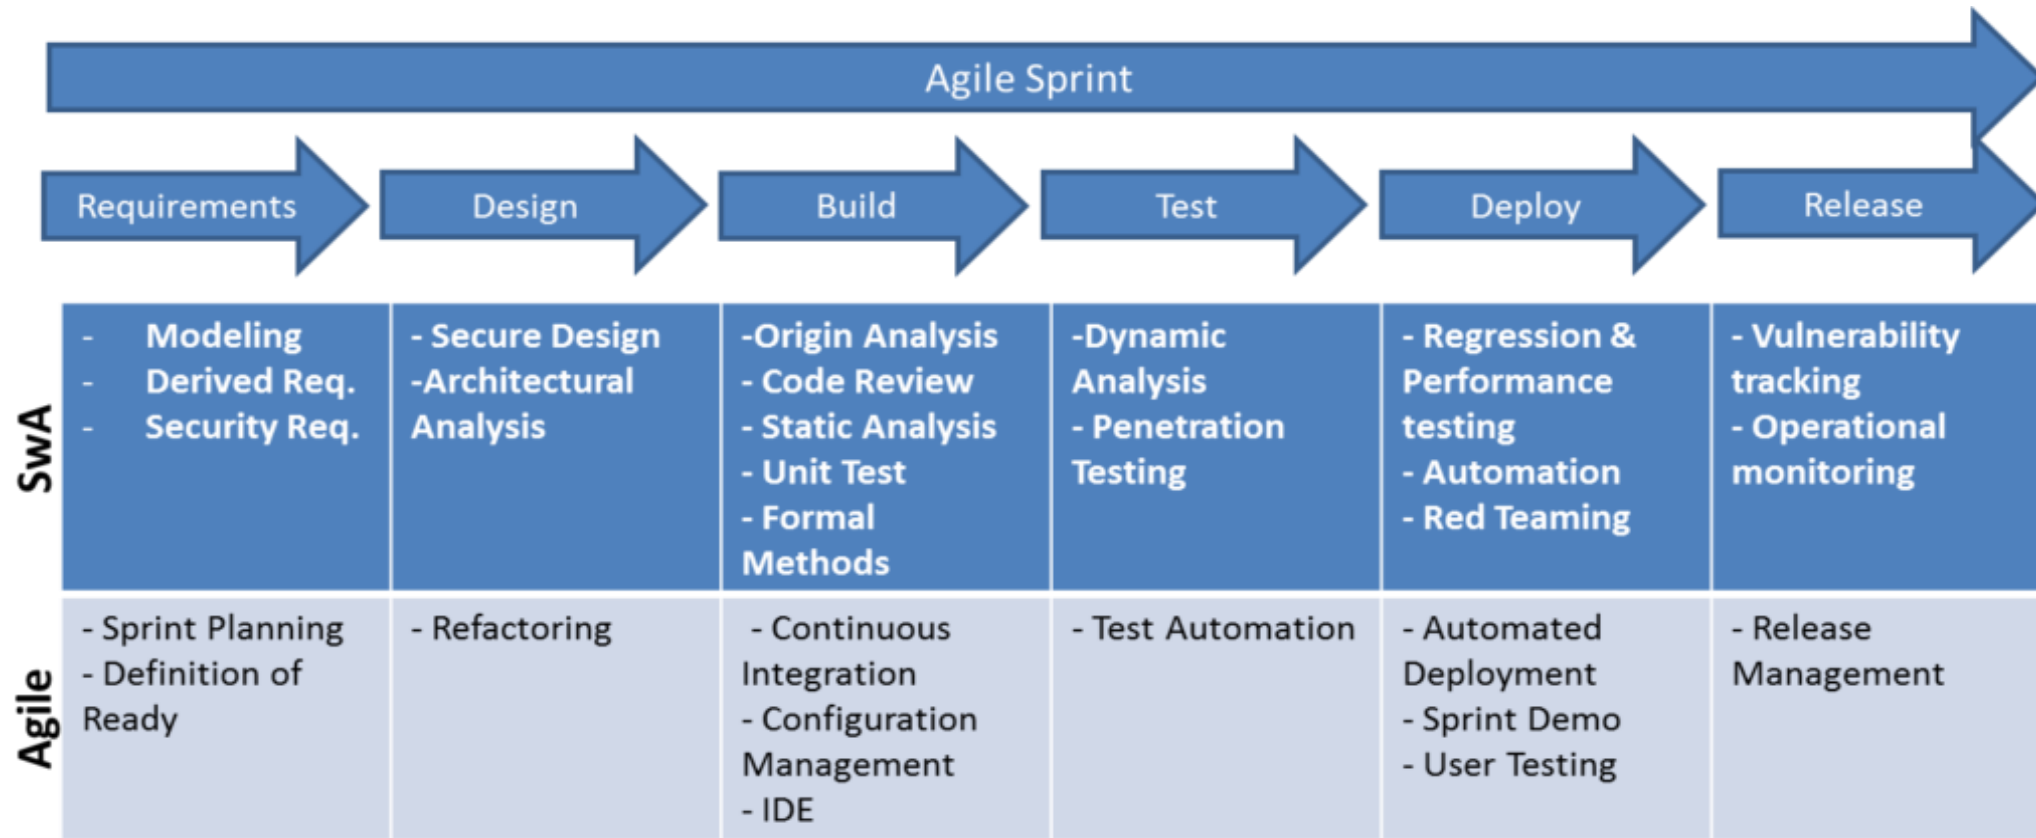 Agile Sprint
Requirements
Design
Build
Test
Deploy
Release
SwA
- Modeling
- Derived Req.
- Security Req.
- Secure Design
-Architectural
Analysis
-Origin Analysis
- Code Review
- Static Analysis
- Unit Test
- Formal
Methods
-Dynamic
Analysis
- Penetration
Testing
- Regression &
Performance
testing
- Automation
- Red Teaming
- Vulnerability
tracking
- Operational
monitoring
Agile
- Sprint Planning
- Definition of
Ready
- Refactoring
- Continuous
Integration
- Configuration
Management
- IDE
- Test Automation
- Automated
Deployment
- Sprint Demo
- User Testing
- Release
Management